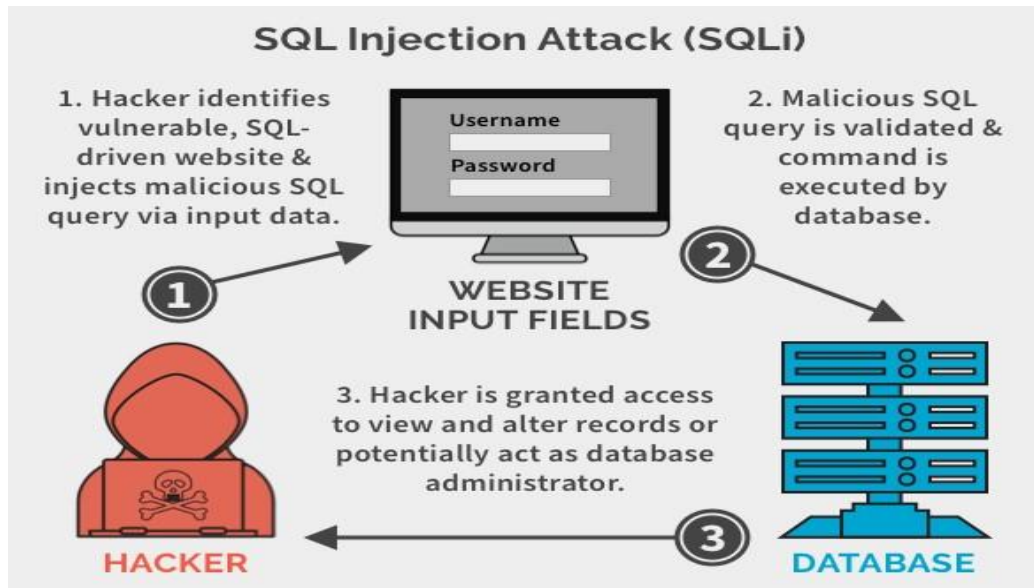 SQL Injection Attack (SQLi)
1. Hacker identifies
vulnerable, SQL-
driven website &
injects malicious SQL
query via input data.
Username
Password
2. Malicious SQL
query is validated &
command is
executed by
database.
1
2
WEBSITE
INPUT FIELDS
3. Hacker is granted access
to view and alter records or
potentially act as database
administrator.
3
HACKER
DATABASE